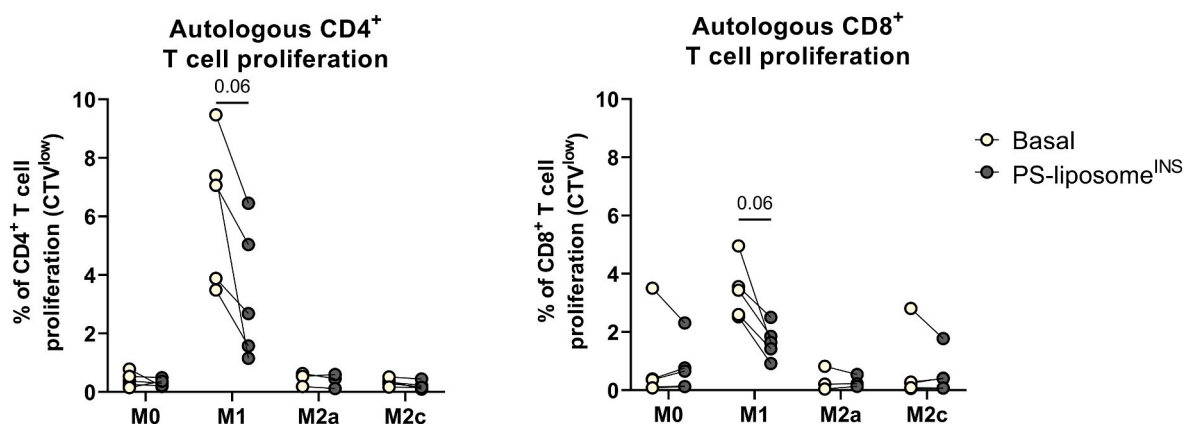 Autologous CD4⁺
T cell proliferation
% of CD4⁺ T cell
proliferation (CTVˡᵒʷ)
10
8
6
4
2
0
0.06
M0 M1 M2a M2c
Autologous CD8⁺
T cell proliferation
% of CD8⁺ T cell
proliferation (CTVˡᵒʷ)
10
8
6
4
2
0
0.06
M0 M1 M2a M2c
Basal
PS-liposomeᴵᴺˢ